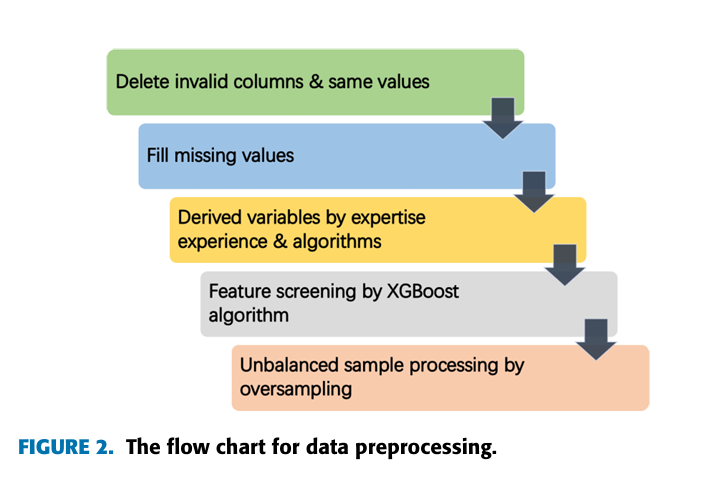 Delete invalid columns & same values
Fill missing values
Derived variables by expertise
experience & algorithms
Feature screening by XGBoost
algorithm
Unbalanced sample processing by
oversampling
FIGURE 2. The flow chart for data preprocessing.